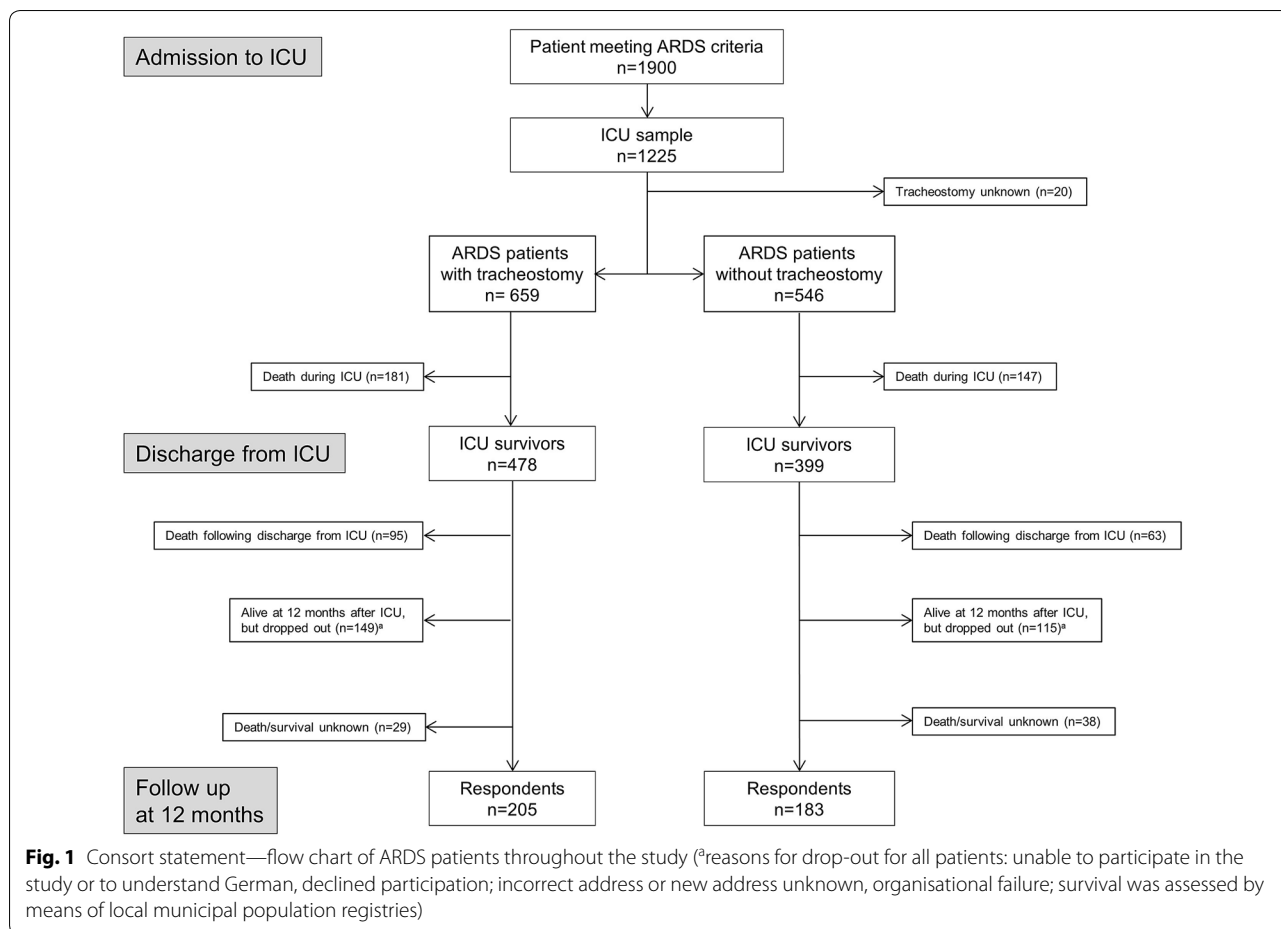 Admission to ICU
Patient meeting ARDS criteria
n=1900
ICU sample
n=1225
Tracheostomy unknown (n=20)
ARDS patients
with tracheostomy
n= 659
ARDS patients
without tracheostomy
n=546
Death during ICU (n=181)
Death during ICU (n=147)
Discharge from ICU
ICU survivors
n=478
ICU survivors
n=399
Death following discharge from ICU (n=95)
Death following discharge from ICU (n=63)
Alive at 12 months after ICU,
but dropped out (n=149)ª
Alive at 12 months after ICU,
but dropped out (n=115)ª
Death/survival unknown (n=29)
Death/survival unknown (n=38)
Follow up
at 12 months
Respondents
n=205
Respondents
n=183
Fig. 1 Consort statement—flow chart of ARDS patients throughout the study (ªreasons for drop-out for all patients: unable to participate in the
study or to understand German, declined participation; incorrect address or new address unknown, organisational failure; survival was assessed by
means of local municipal population registries)